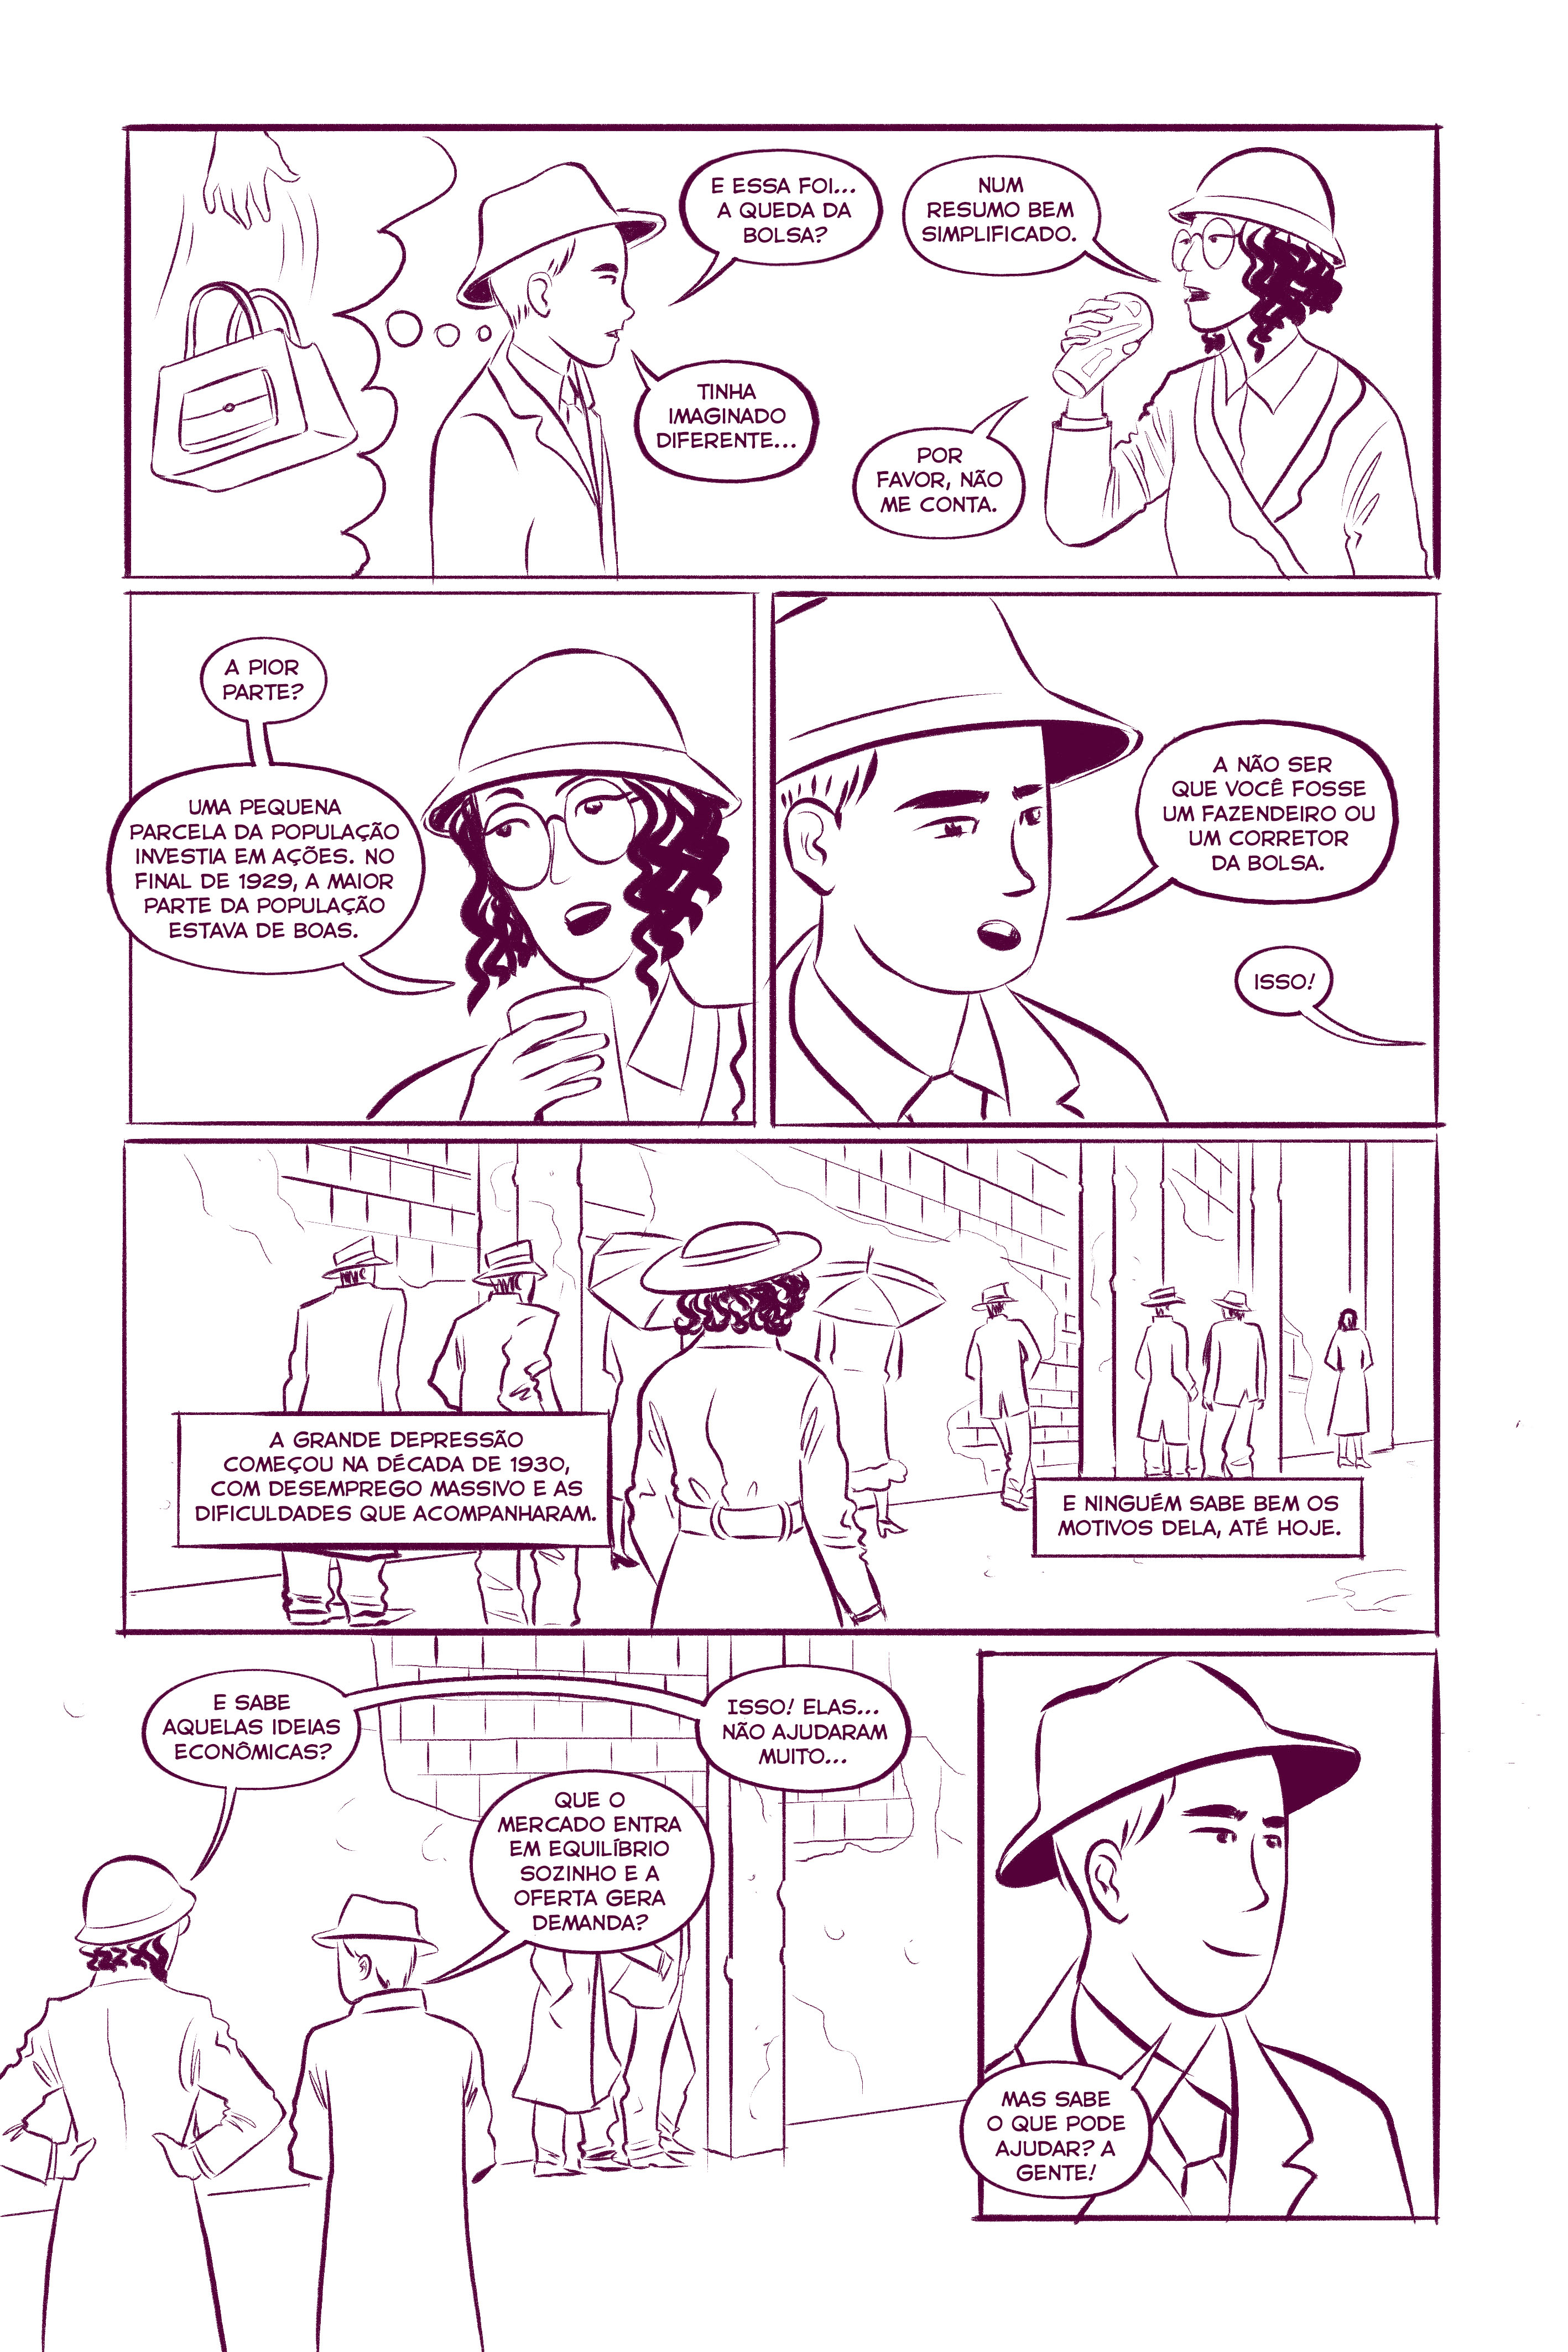 E ESSA FOI...
A QUEDA DA
BOLSA?
NUM
RESUMO BEM
SIMPLIFICADO.
TINHA
IMAGINADO
DIFERENTE...
POR
FAVOR, NÃO
ME CONTA.
A PIOR
PARTE?
UMA PEQUENA
PARCELA DA POPULAÇÃO
INVESTIA EM AÇÕES. NO
FINAL DE 1929, A MAIOR
PARTE DA POPULAÇÃO
ESTAVA DE BOAS.
A NÃO SER
QUE VOCÊ FOSSE
UM FAZENDEIRO OU
UM CORRETOR
DA BOLSA.
ISSO!
A GRANDE DEPRESSÃO
COMEÇOU NA DÉCADA DE 1930,
COM DESEMPREGO MASSIVO E AS
DIFICULDADES QUE ACOMPANHARAM.
E NINGUÉM SABE BEM OS
MOTIVOS DELA, ATÉ HOJE.
E SABE
AQUELAS IDEIAS
ECONÔMICAS?
QUE O
MERCADO ENTRA
EM EQUILÍBRIO
SOZINHO E A
OFERTA GERA
DEMANDA?
ISSO! ELAS...
NÃO AJUDARAM
MUITO...
MAS SABE
O QUE PODE
AJUDAR? A
GENTE!